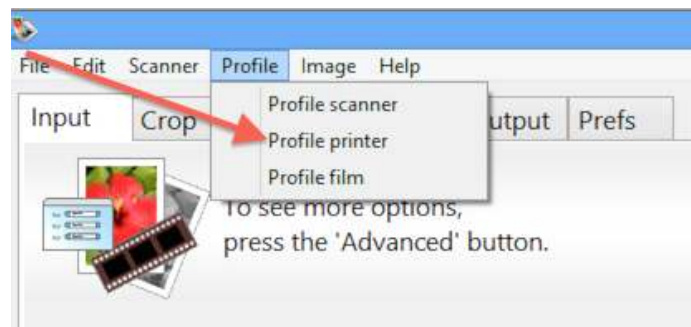 File Edit Scanner Profile Image Help
Input Crop utput Prefs
Profile scanner
Profile printer
Profile film
To see more options,
press the 'Advanced' button.